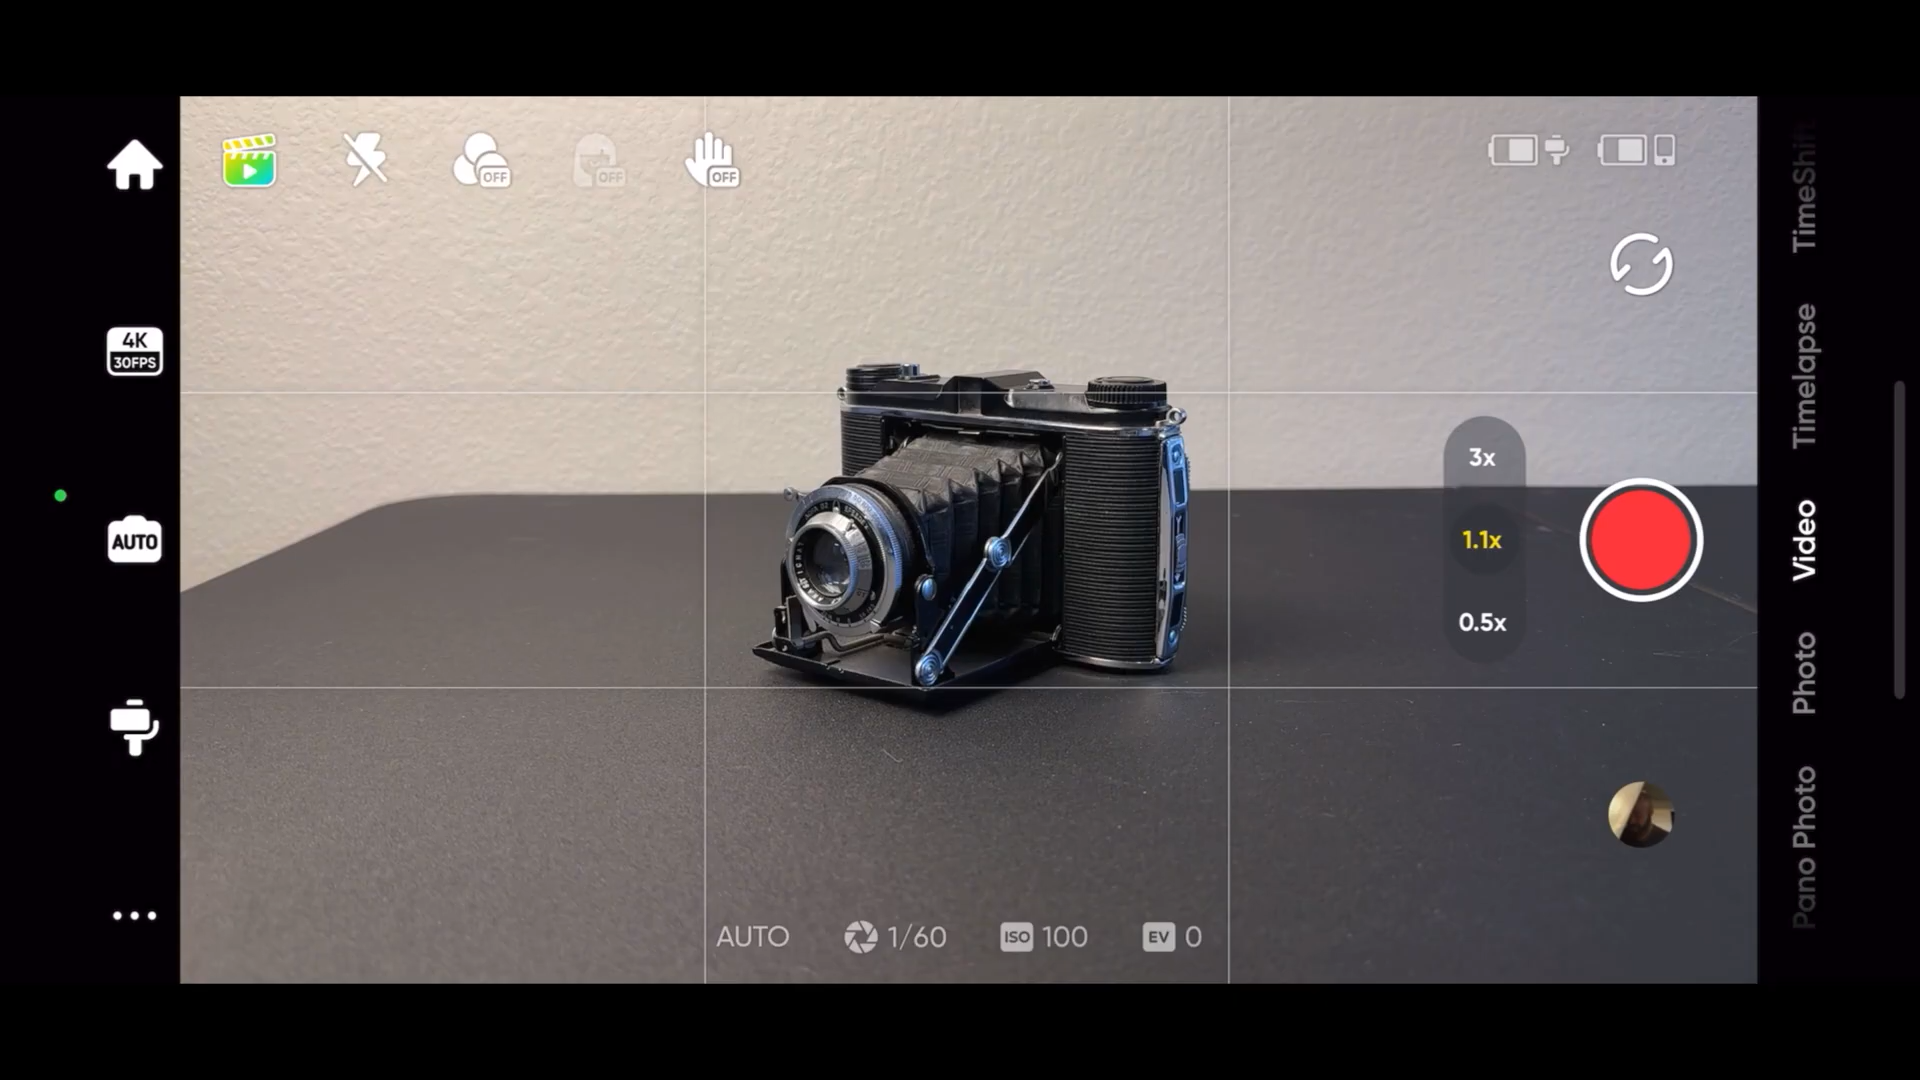 OFF
OFF
OFF
4K
30FPS
AUTO
3x
1.1x
0.5x
TimeShift
Timelapse
Video
Photo
Pano Photo
AUTO 1/60 ISO 100 EV 0